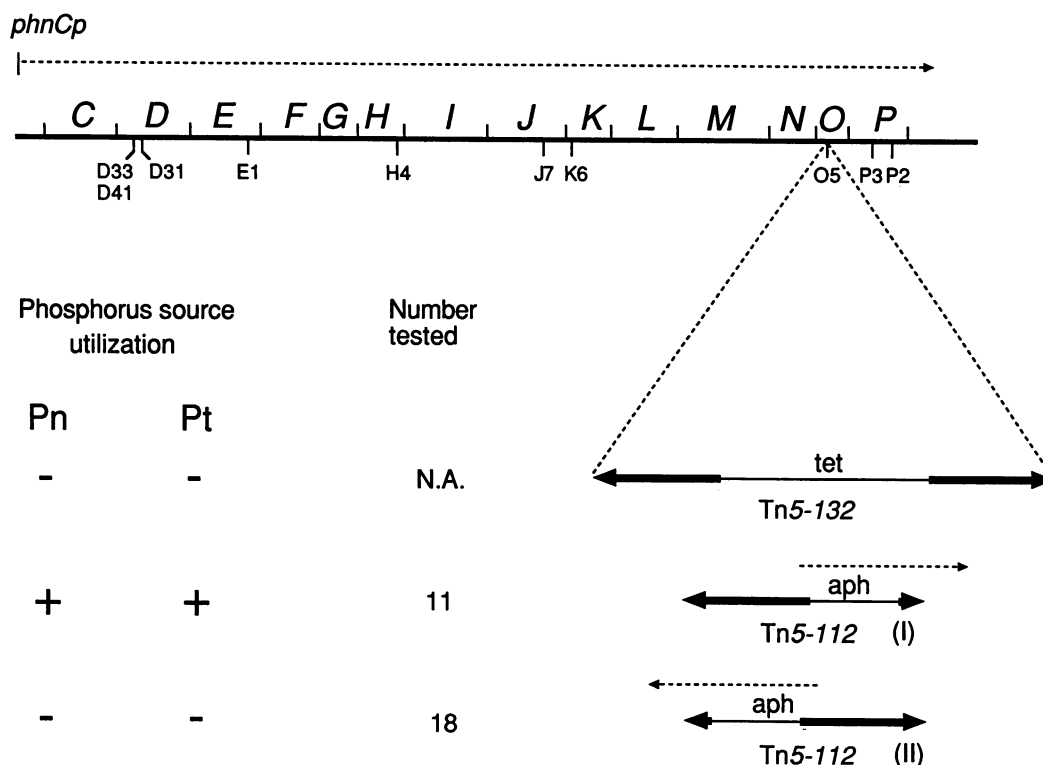 phnCp
C D E F G H I J K L M N O P
D33 D31 E1 H4 J7 K6 O5 P3 P2
D41
Phosphorus source Number
utilization tested
Pn Pt
- - N.A. tet
Tn5-132
+ + 11 aph
Tn5-112 (I)
- - 18 aph
Tn5-112 (II)